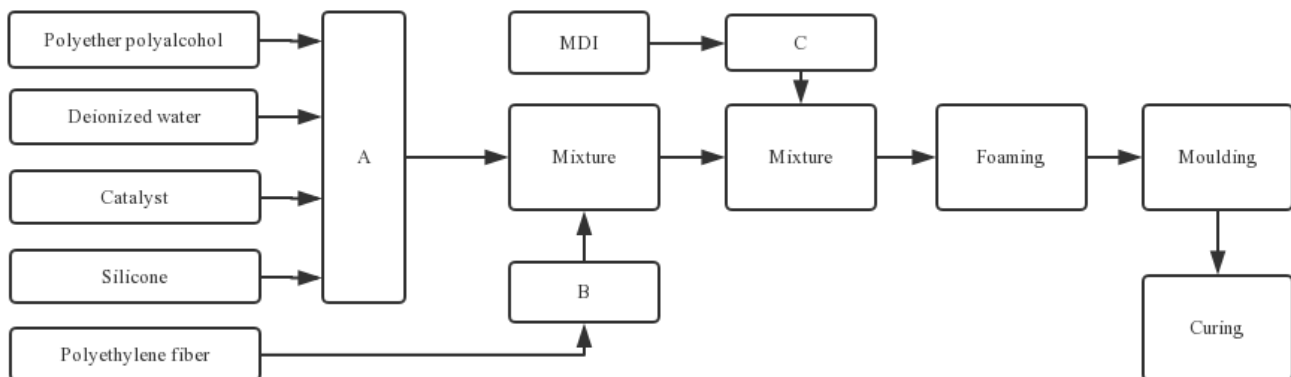 Polyether polyalcohol
Deionized water
Catalyst
Silicone
Polyethylene fiber
A
MDI
C
Mixture
Mixture
Foaming
Moulding
B
Curing